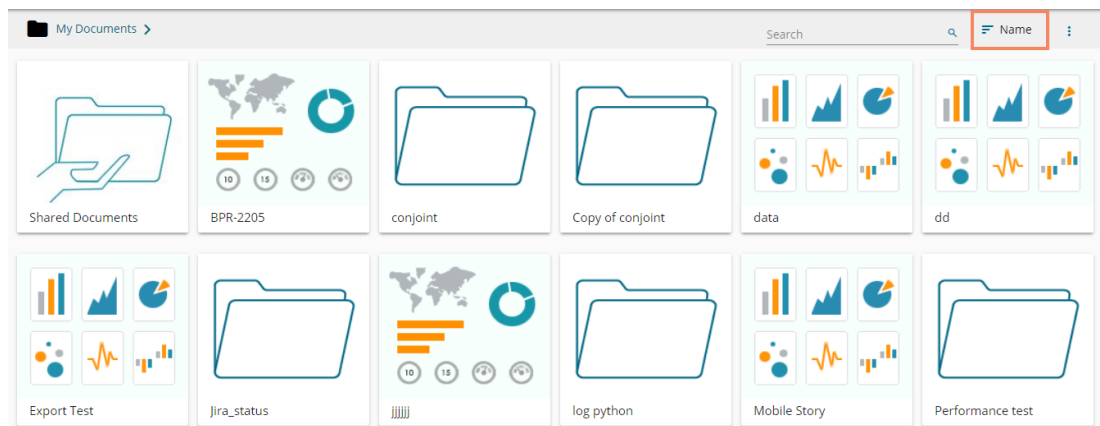 My Documents
Search
Name
10 15
Shared Documents
BPR-2205
conjoint
Copy of conjoint
data
dd
10 15
Export Test
Jira_status
jjjjjj
log python
Mobile Story
Performance test